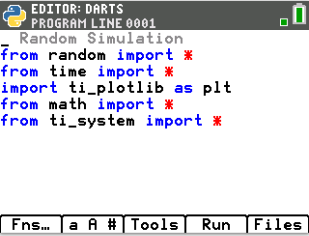 EDITOR: DARTS
PROGRAM LINE 0001
_ Random Simulation
from random import *
from time import *
import ti_plotlib as plt
from math import *
from ti_system import *
Fns… a A # Tools Run Files